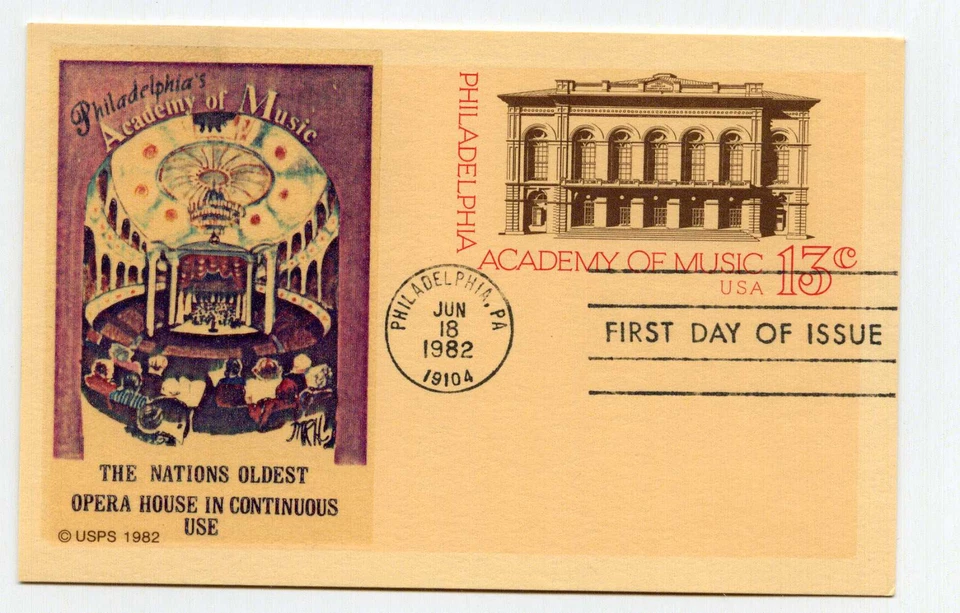 Philadelphia's
Academy of Music
MRH
THE NATIONS OLDEST
OPERA HOUSE IN CONTINUOUS
USE
© USPS 1982
PHILADELPHIA
ACADEMY OF MUSIC 13c
USA
PHILADELPHIA, PA
JUN
18
1982
19104
FIRST DAY OF ISSUE